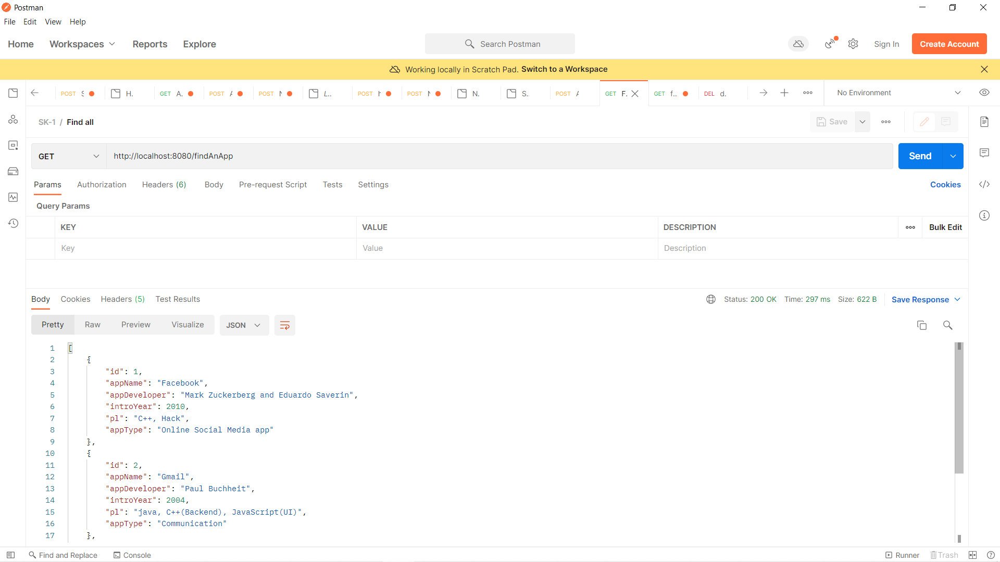 Postman
File Edit View Help
Home Workspaces Reports Explore
Search Postman
Sign In
Create Account
Working locally in Scratch Pad. Switch to a Workspace
POST S H. GET A. POST POST L.. POST h POST N. S. POST GET F. GET f.. DEL d. No Environment
SK-1 / Find all
Save
GET http://localhost:8080/findAnApp
Send
Params Authorization Headers (6) Body Pre-request Script Tests Settings
Cookies
Query Params
KEY VALUE DESCRIPTION Bulk Edit
Key Value Description
Body Cookies Headers (5) Test Results
Status: 200 OK Time: 297 ms Size: 622 B Save Response
Pretty Raw Preview Visualize JSON
1 [
2 {
3 "id": 1,
4 "appName": "Facebook",
5 "appDeveloper": "Mark Zuckerberg and Eduardo Saverin",
6 "introYear": 2010,
7 "pl": "C++, Hack",
8 "appType": "Online Social Media app"
9 },
10 {
11 "id": 2,
12 "appName": "Gmail",
13 "appDeveloper": "Paul Buchheit",
14 "introYear": 2004,
15 "pl": "java, C++(Backend), JavaScript(UI)",
16 "appType": "Communication"
17 },
Find and Replace Console
Runner Trash